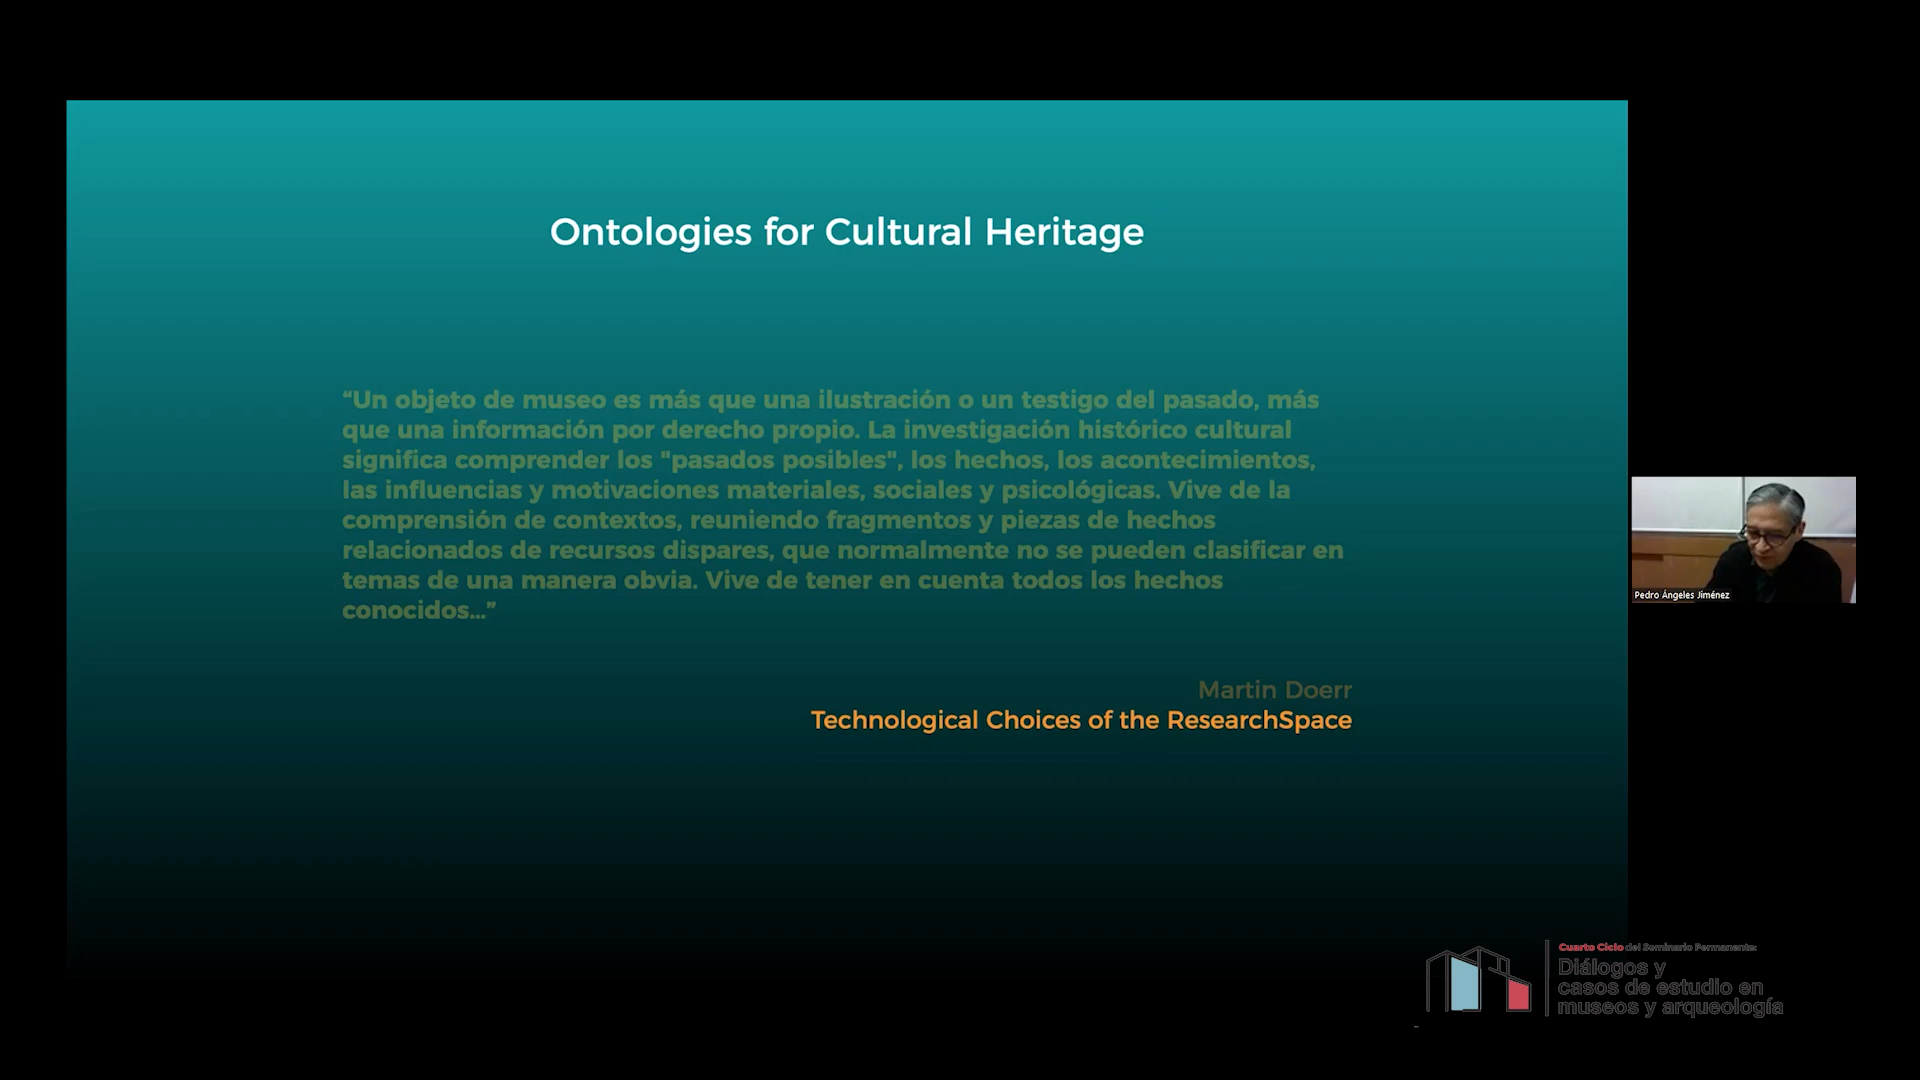 Ontologies for Cultural Heritage
“Un objeto de museo es más que una ilustración o un testigo del pasado, más
que una información por derecho propio. La investigación histórico cultural
significa comprender los "pasados posibles", los hechos, los acontecimientos,
las influencias y motivaciones materiales, sociales y psicológicas. Vive de la
comprensión de contextos, reuniendo fragmentos y piezas de hechos
relacionados de recursos dispares, que normalmente no se pueden clasificar en
temas de una manera obvia. Vive de tener en cuenta todos los hechos
conocidos...”
Martin Doerr
Technological Choices of the ResearchSpace
Pedro Ángeles Jiménez
Cuarto Ciclo del Seminario Permanente:
Diálogos y
casos de estudio en
museos y arqueología